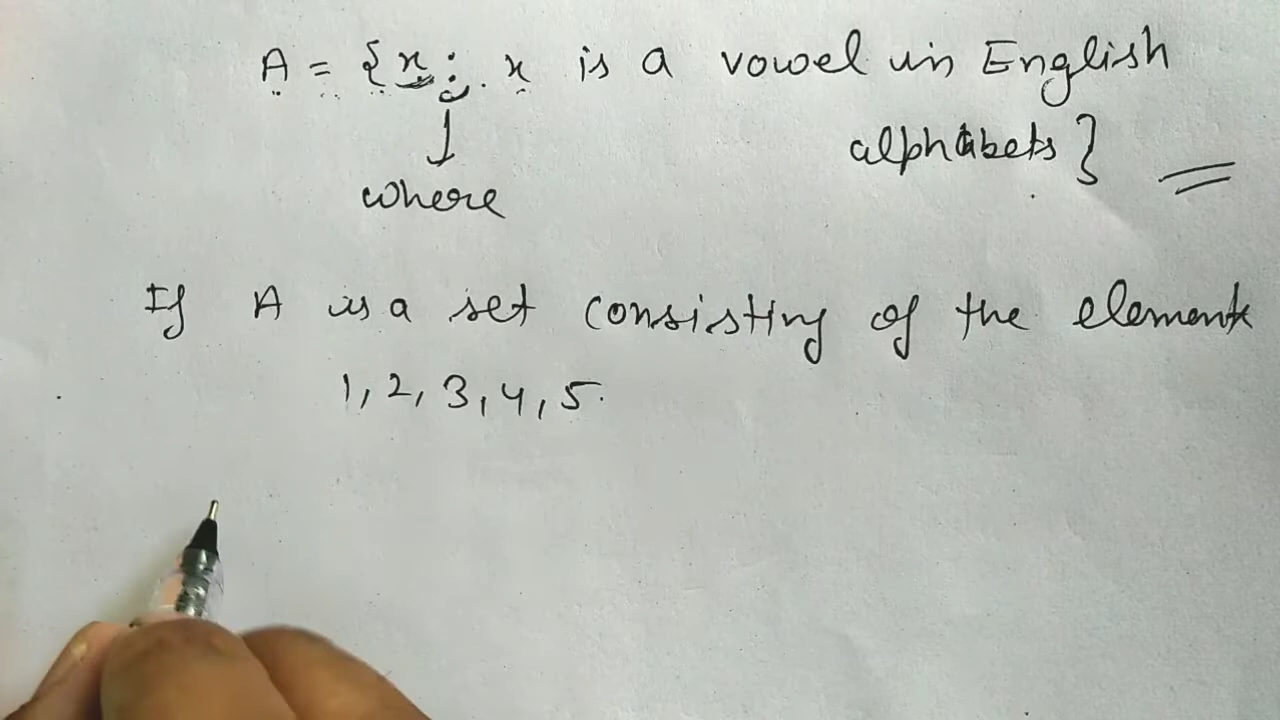 A = {x : x is a vowel in English
alphabets}
where
If A is a set consisting of the elements
1, 2, 3, 4, 5.